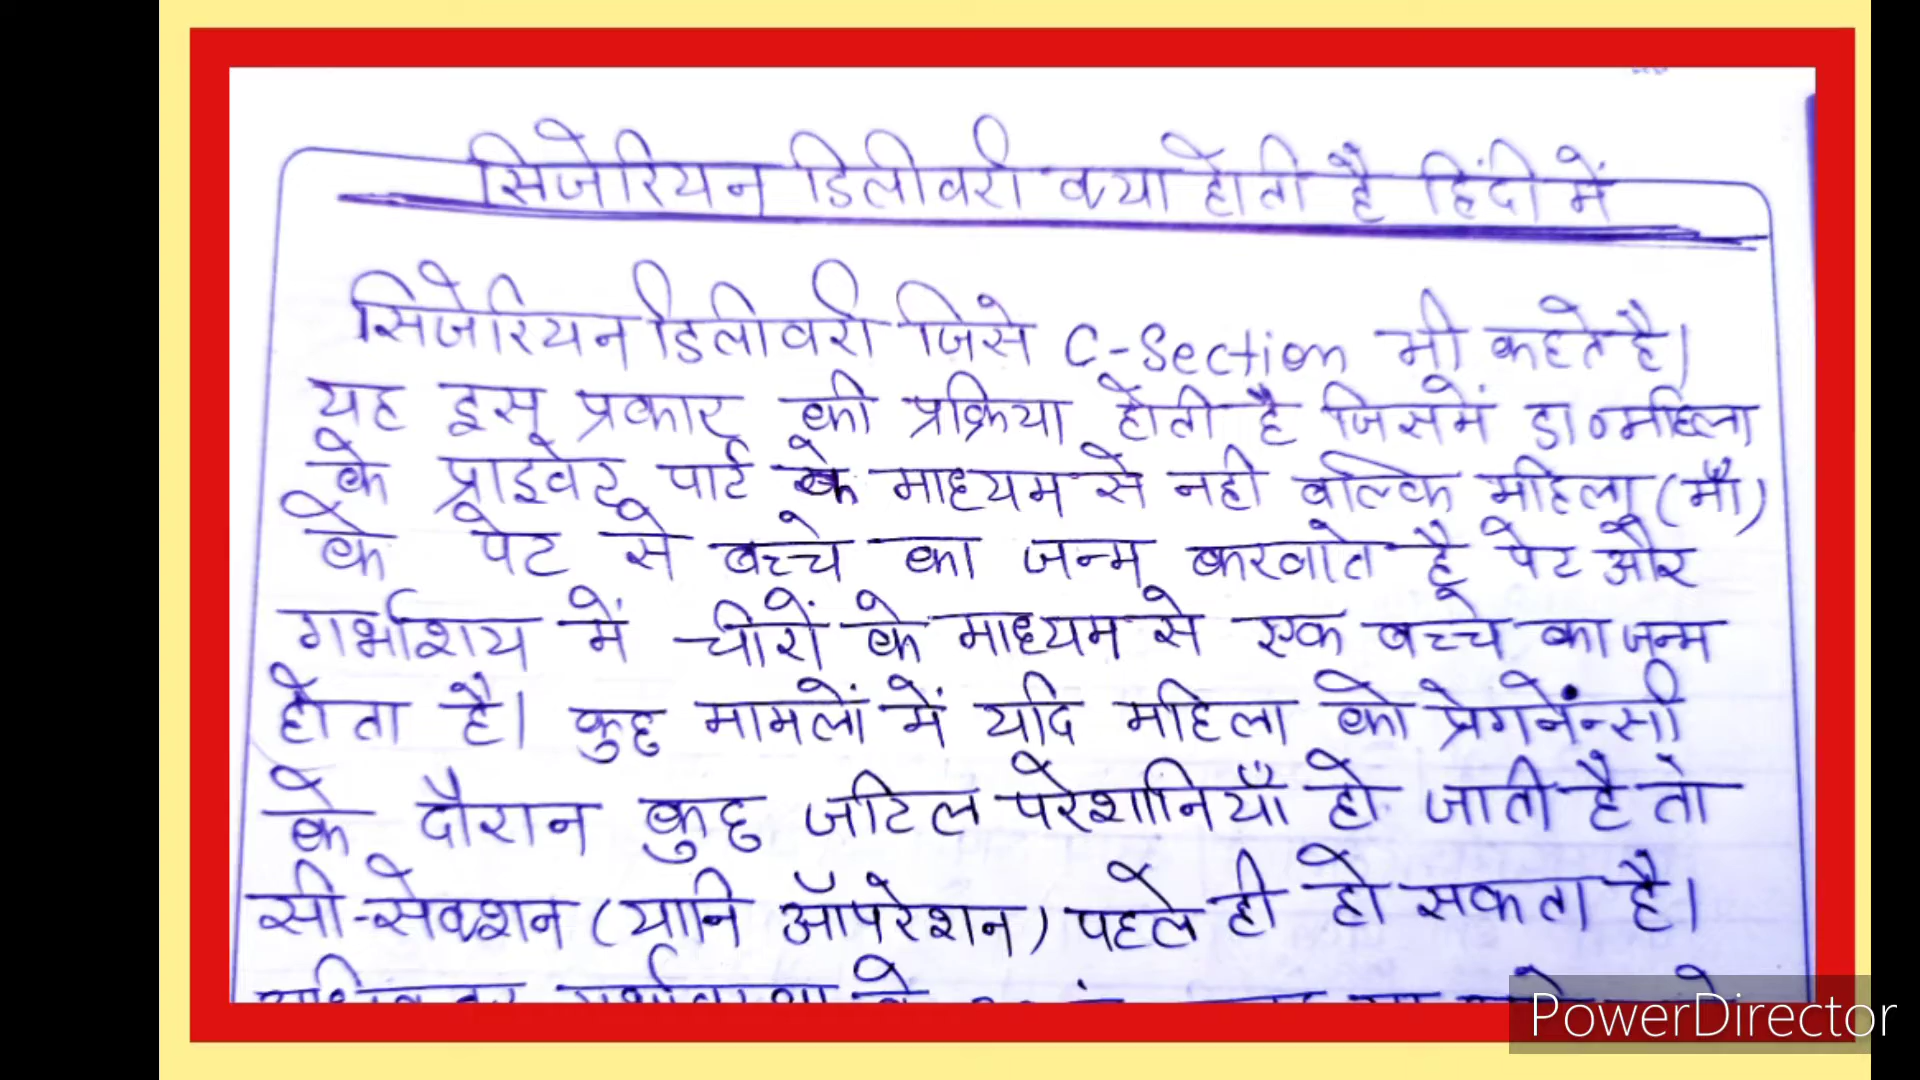 सिजेरियन डिलीवरी क्या होती है हिंदी में
सिजेरियन डिलीवरी जिसे C-Section भी कहते है।
यह इस प्रकार की प्रक्रिया होती है जिसमें डा॰महिला
के प्राइवेट पार्ट के माध्यम से नही बल्कि महिला (माँ)
के पेट से बच्चे का जन्म करवाते है पेट और
गर्भाशय में चीरों के माध्यम से एक बच्चे का जन्म
होता है। कुछ मामलों में यदि महिला को प्रेगनेन्सी
के दौरान कुछ जटिल परेशानियाँ हो जाती है तो
सी-सेक्शन (यानि ऑपरेशन) पहले ही हो सकता है।
PowerDirector